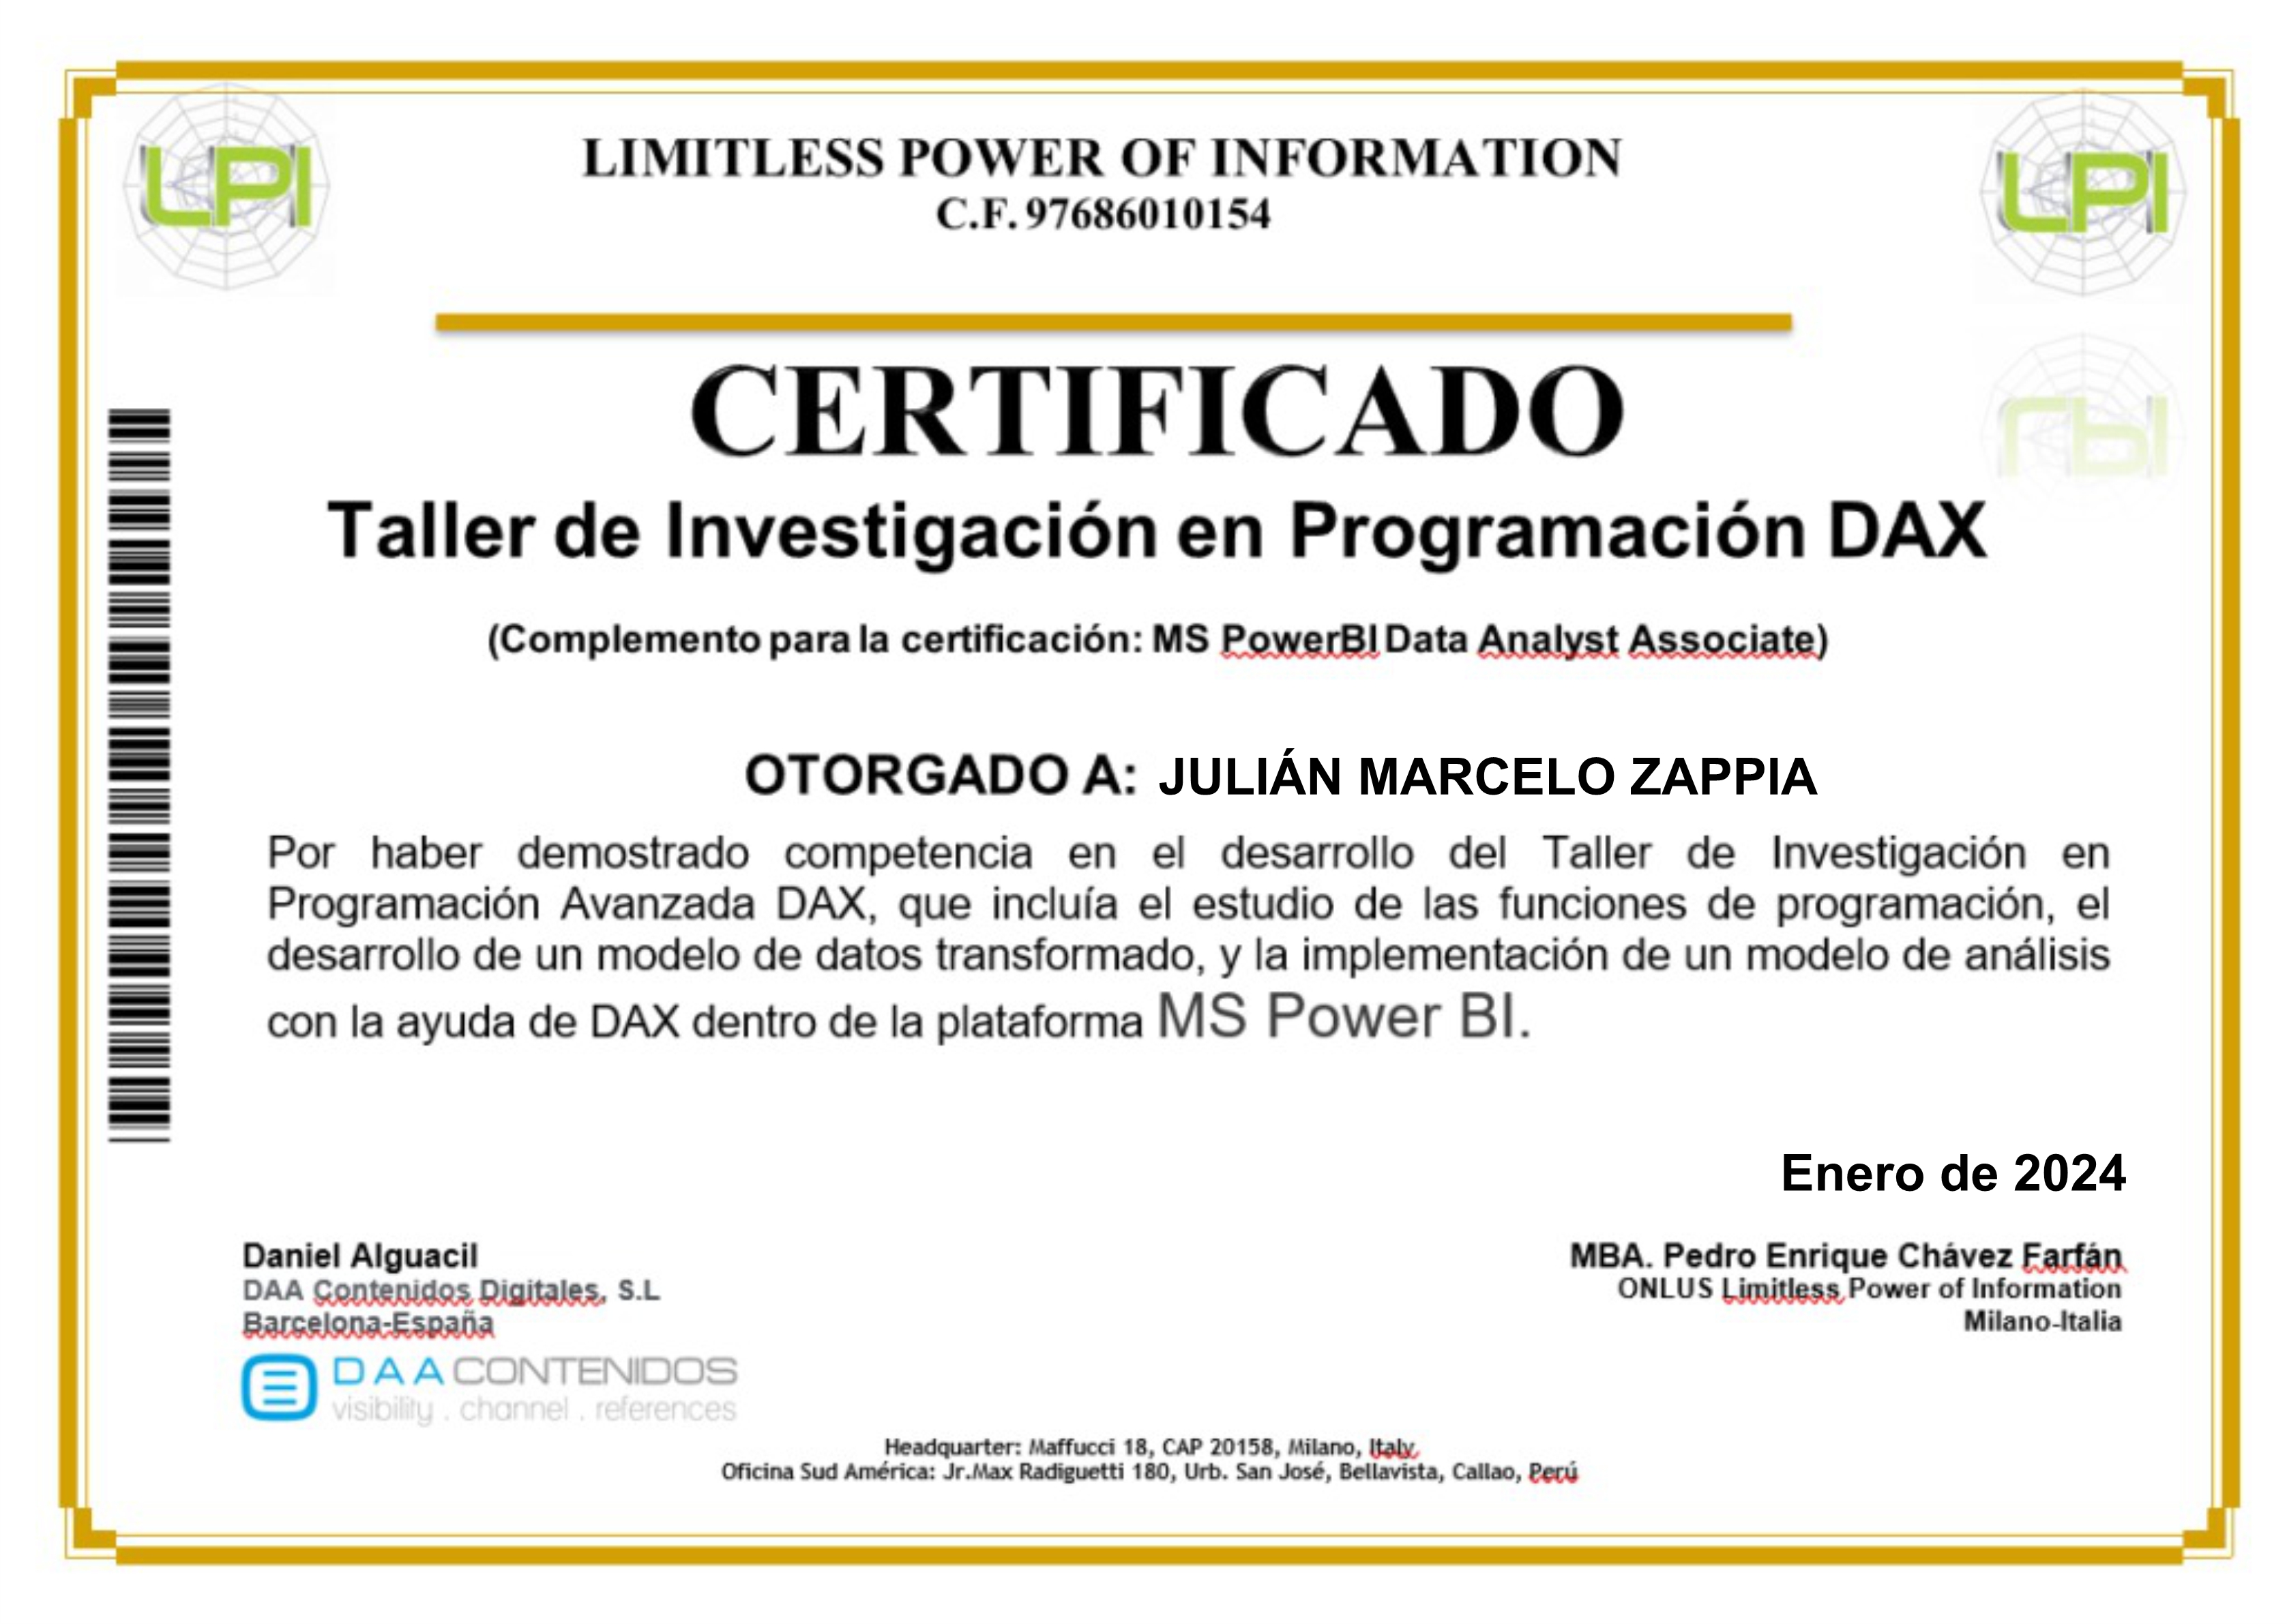 LPI
LPI
LIMITLESS POWER OF INFORMATION
C.F. 97686010154
CERTIFICADO
Taller de Investigación en Programación DAX
(Complemento para la certificación: MS PowerBI Data Analyst Associate)
OTORGADO A: JULIÁN MARCELO ZAPPIA
Por haber demostrado competencia en el desarrollo del Taller de Investigación en
Programación Avanzada DAX, que incluía el estudio de las funciones de programación, el
desarrollo de un modelo de datos transformado, y la implementación de un modelo de análisis
con la ayuda de DAX dentro de la plataforma MS Power BI.
Enero de 2024
Daniel Alguacil
DAA Contenidos Digitales, S.L
Barcelona-España
DAA CONTENIDOS
visibility . channel . references
MBA. Pedro Enrique Chávez Farfán
ONLUS Limitless Power of Information
Milano-Italia
Headquarter: Maffucci 18, CAP 20158, Milano, Italy
Oficina Sud América: Jr.Max Radiguetti 180, Urb. San José, Bellavista, Callao, Perú